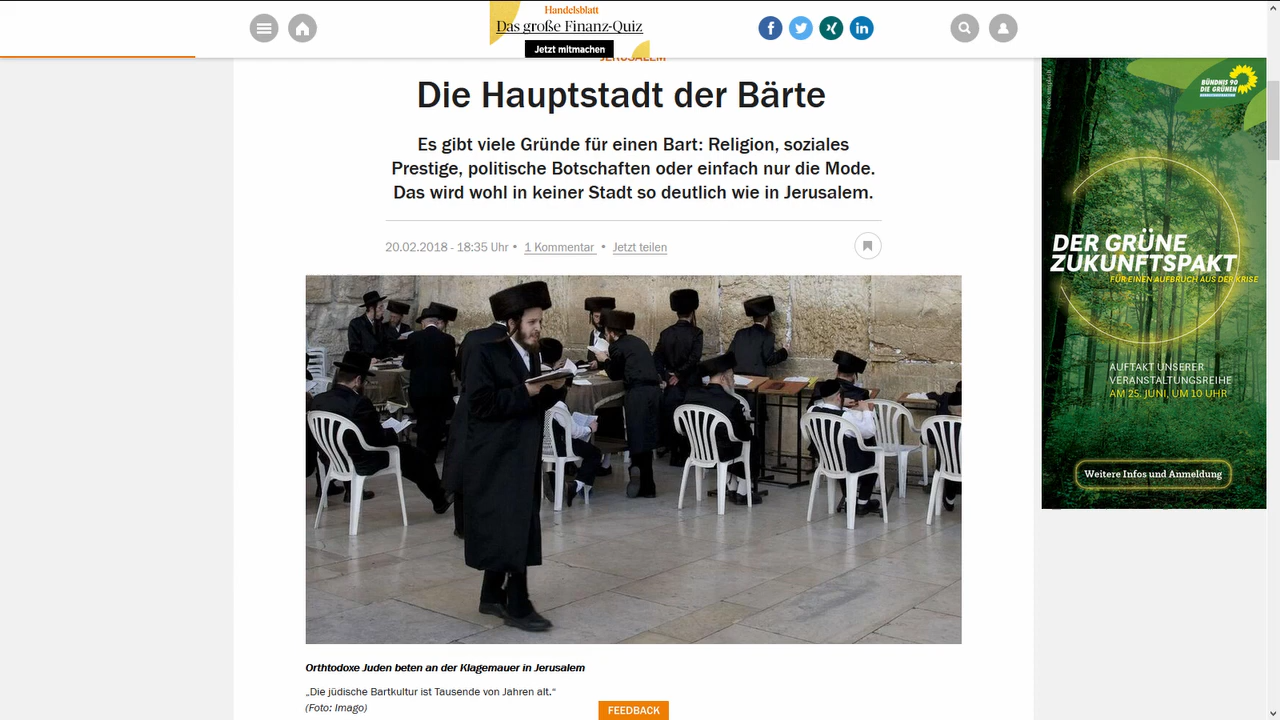 Handelsblatt
Das große Finanz-Quiz
Jetzt mitmachen
JERUSALEM
Die Hauptstadt der Bärte
Es gibt viele Gründe für einen Bart: Religion, soziales
Prestige, politische Botschaften oder einfach nur die Mode.
Das wird wohl in keiner Stadt so deutlich wie in Jerusalem.
20.02.2018 - 18:35 Uhr • 1 Kommentar • Jetzt teilen
Orthtodoxe Juden beten an der Klagemauer in Jerusalem
„Die jüdische Bartkultur ist Tausende von Jahren alt.“
(Foto: Imago)
FEEDBACK
BÜNDNIS 90
DIE GRÜNEN
DER GRÜNE
ZUKUNFTSPAKT
FÜR EINEN AUFBRUCH AUS DER KRISE
AUFTAKT UNSERER
VERANSTALTUNGSREIHE
AM 25. JUNI, UM 10 UHR
Weitere Infos und Anmeldung